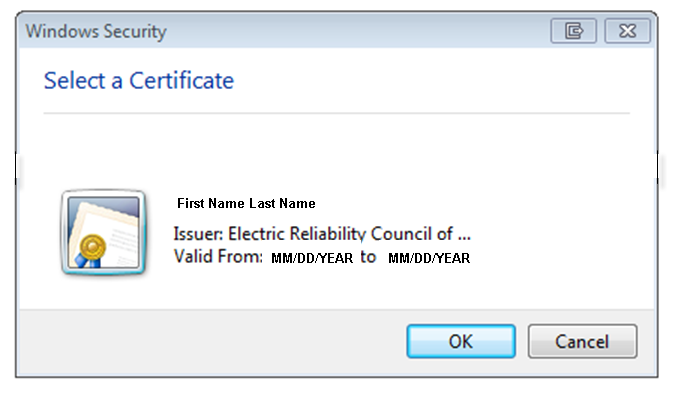 Windows Security
Select a Certificate
First Name Last Name
Issuer: Electric Reliability Council of ...
Valid From: MM/DD/YEAR to MM/DD/YEAR
OK Cancel